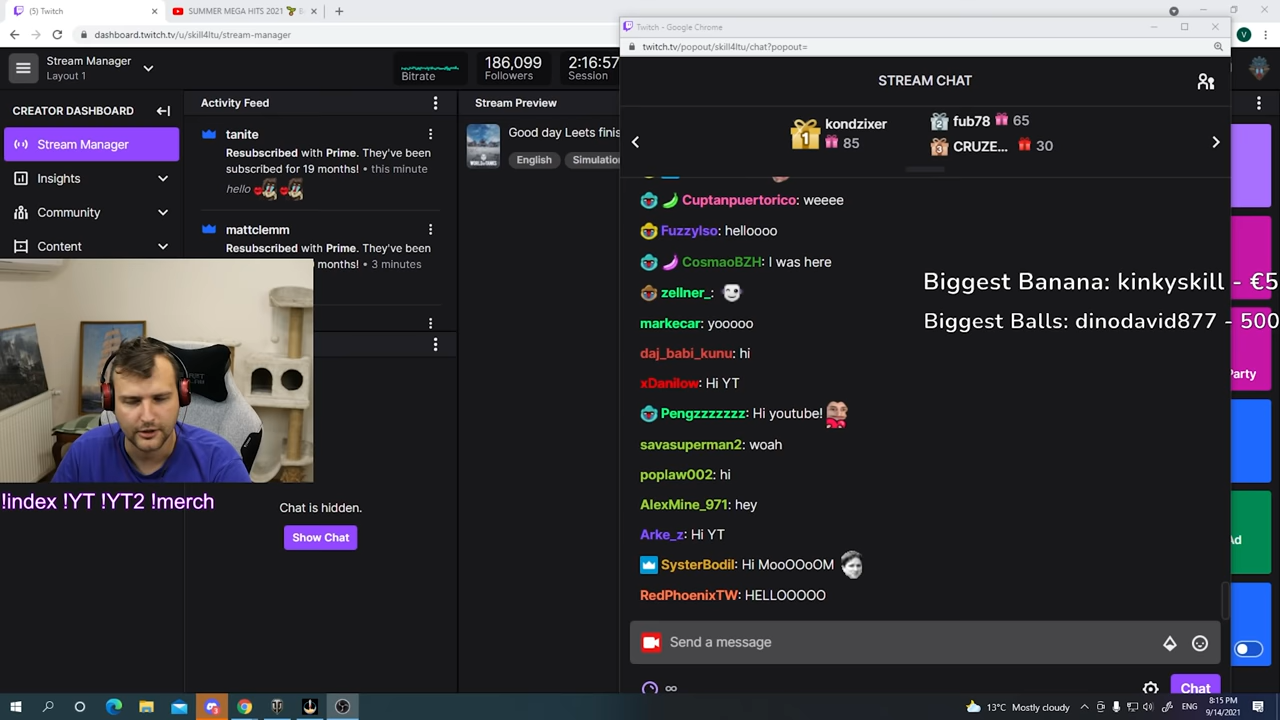 (5) Twitch
SUMMER MEGA HITS 2021
dashboard.twitch.tv/u/skill4ltu/stream-manager
Stream Manager
Layout 1
Bitrate
186,099
Followers
2:16:57
Session
CREATOR DASHBOARD
Stream Manager
Insights
Community
Content
Activity Feed
tanite
Resubscribed with Prime. They've been
subscribed for 19 months! • this minute
hello
mattclemm
Resubscribed with Prime. They've been
months! • 3 minutes
Stream Preview
Good day Leets finis
English
Simulatio
Chat is hidden.
Show Chat
!index !YT !YT2 !merch
Twitch - Google Chrome
twitch.tv/popout/skill4ltu/chat?popout=
STREAM CHAT
1
kondzixer
85
2
fub78
65
3
CRUZE...
30
Cuptanpuertorico: weeee
FuzzyIso: helloooo
CosmaoBZH: I was here
zellner_:
markecar: yooooo
daj_babi_kunu: hi
xDanilow: Hi YT
Pengzzzzzzz: Hi youtube!
savasuperman2: woah
poplaw002: hi
AlexMine_971: hey
Arke_z: Hi YT
SysterBodil: Hi MooOOoOM
RedPhoenixTW: HELLOOOOO
Send a message
Chat
Biggest Banana: kinkyskill - €5
Biggest Balls: dinodavid877 - 500
Party
Ad
V
13°C Mostly cloudy
ENG
8:15 PM
9/14/2021